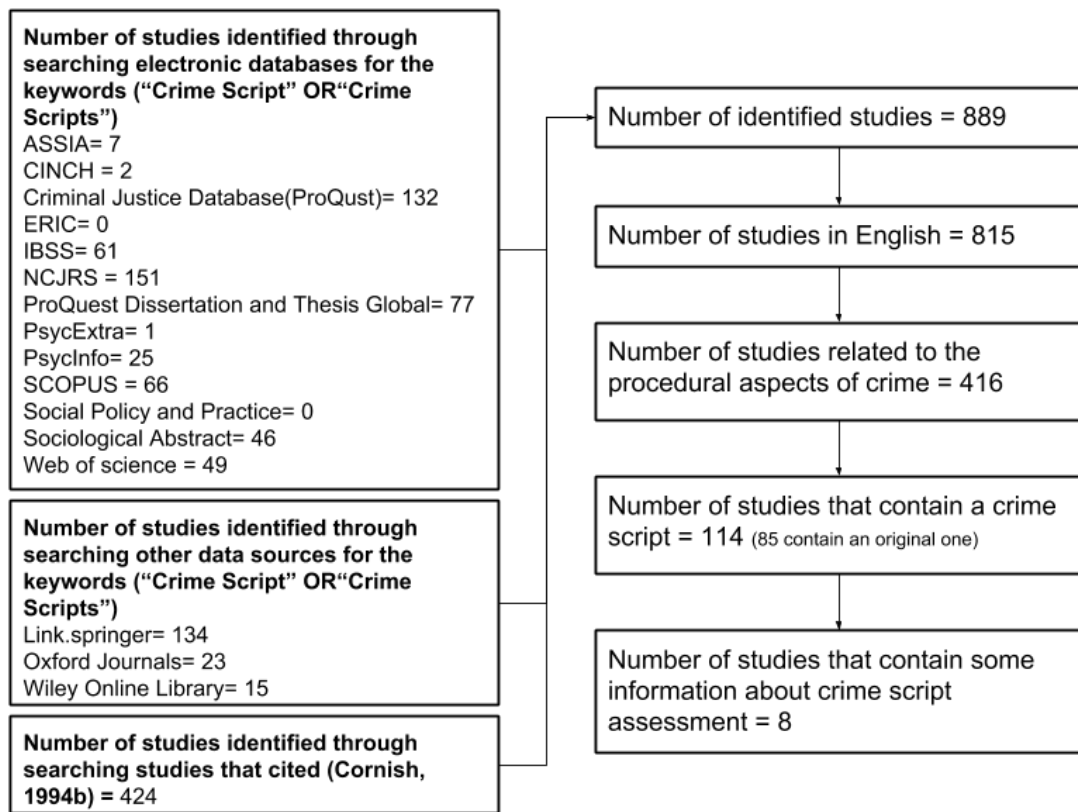 Number of studies identified through
searching electronic databases for the
keywords (“Crime Script” OR“Crime
Scripts”)
ASSIA= 7
CINCH = 2
Criminal Justice Database(ProQust)= 132
ERIC= 0
IBSS= 61
NCJRS = 151
ProQuest Dissertation and Thesis Global= 77
PsycExtra= 1
PsycInfo= 25
SCOPUS = 66
Social Policy and Practice= 0
Sociological Abstract= 46
Web of science = 49
Number of studies identified through
searching other data sources for the
keywords (“Crime Script” OR“Crime
Scripts”)
Link.springer= 134
Oxford Journals= 23
Wiley Online Library= 15
Number of studies identified through
searching studies that cited (Cornish,
1994b) = 424
Number of identified studies = 889
Number of studies in English = 815
Number of studies related to the
procedural aspects of crime = 416
Number of studies that contain a crime
script = 114 (85 contain an original one)
Number of studies that contain some
information about crime script
assessment = 8